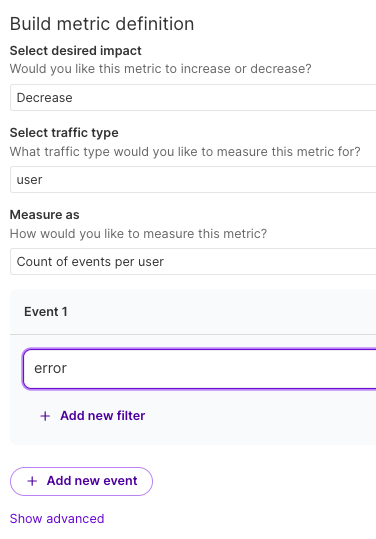 Build metric definition
Select desired impact
Would you like this metric to increase or decrease?
Decrease
Select traffic type
What traffic type would you like to measure this metric for?
user
Measure as
How would you like to measure this metric?
Count of events per user
Event 1
error
+ Add new filter
+ Add new event
Show advanced